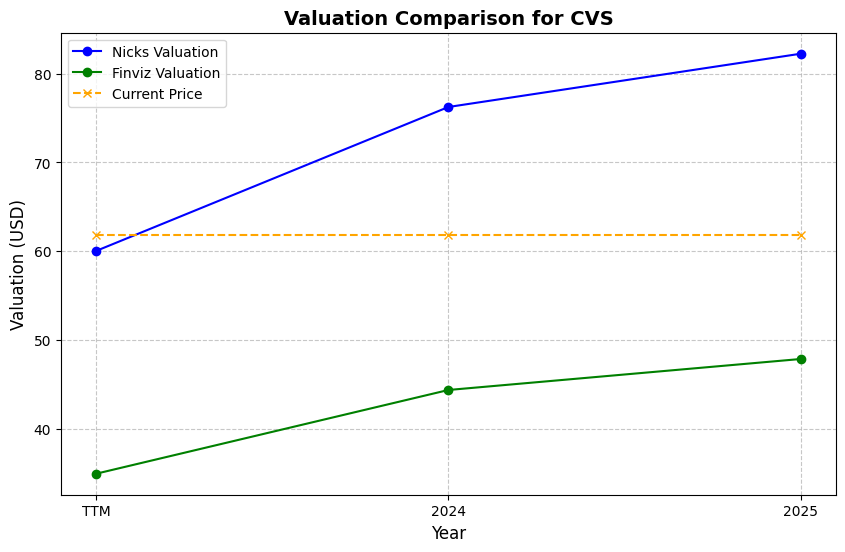 Valuation Comparison for CVS
Nicks Valuation
Finviz Valuation
Current Price
Valuation (USD)
80
70
60
50
40
TTM
2024
2025
Year